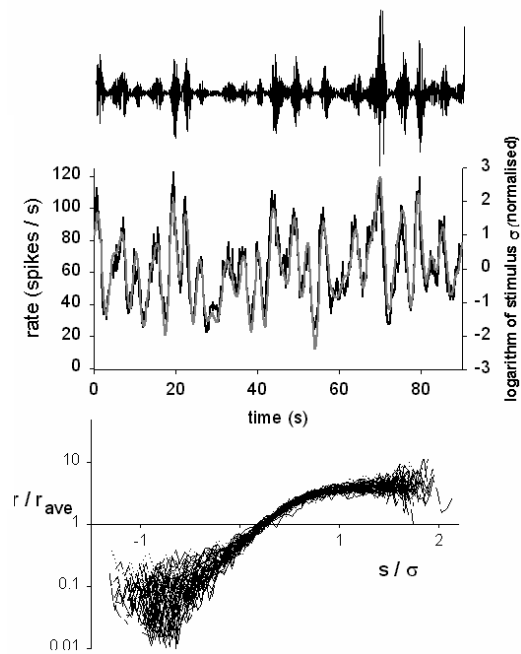 120
100
80
60
40
20
0
rate (spikes / s)
3
2
1
0
-1
-2
-3
logarithm of stimulus σ (normalised)
0 20 40 60 80
time (s)
10
r / r ave
1
0.1
0.01
-1 0 1 2
s / σ